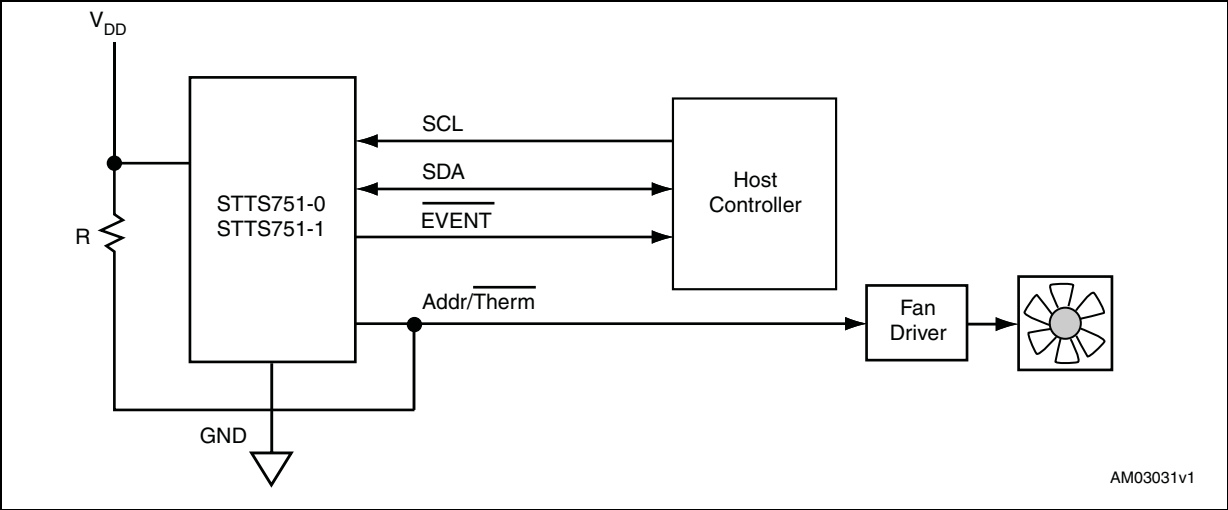 VDD
SCL
SDA
EVENT
Addr/Therm
STTS751-0
STTS751-1
Host
Controller
R
Fan
Driver
GND
AM03031v1